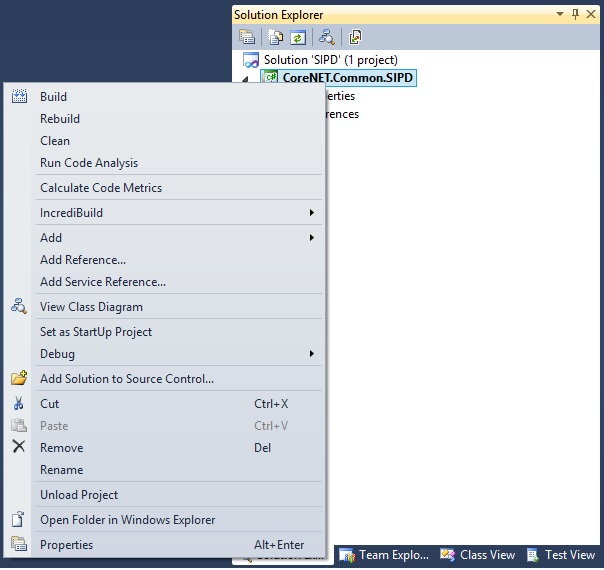 Solution Explorer
Solution 'SIPD' (1 project)
CoreNET.Common.SIPD
erties
rences
Build
Rebuild
Clean
Run Code Analysis
Calculate Code Metrics
IncrediBuild
Add
Add Reference...
Add Service Reference...
View Class Diagram
Set as StartUp Project
Debug
Add Solution to Source Control...
Cut Ctrl+X
Paste Ctrl+V
Remove Del
Rename
Unload Project
Open Folder in Windows Explorer
Properties Alt+Enter
Team Explo... Class View Test View